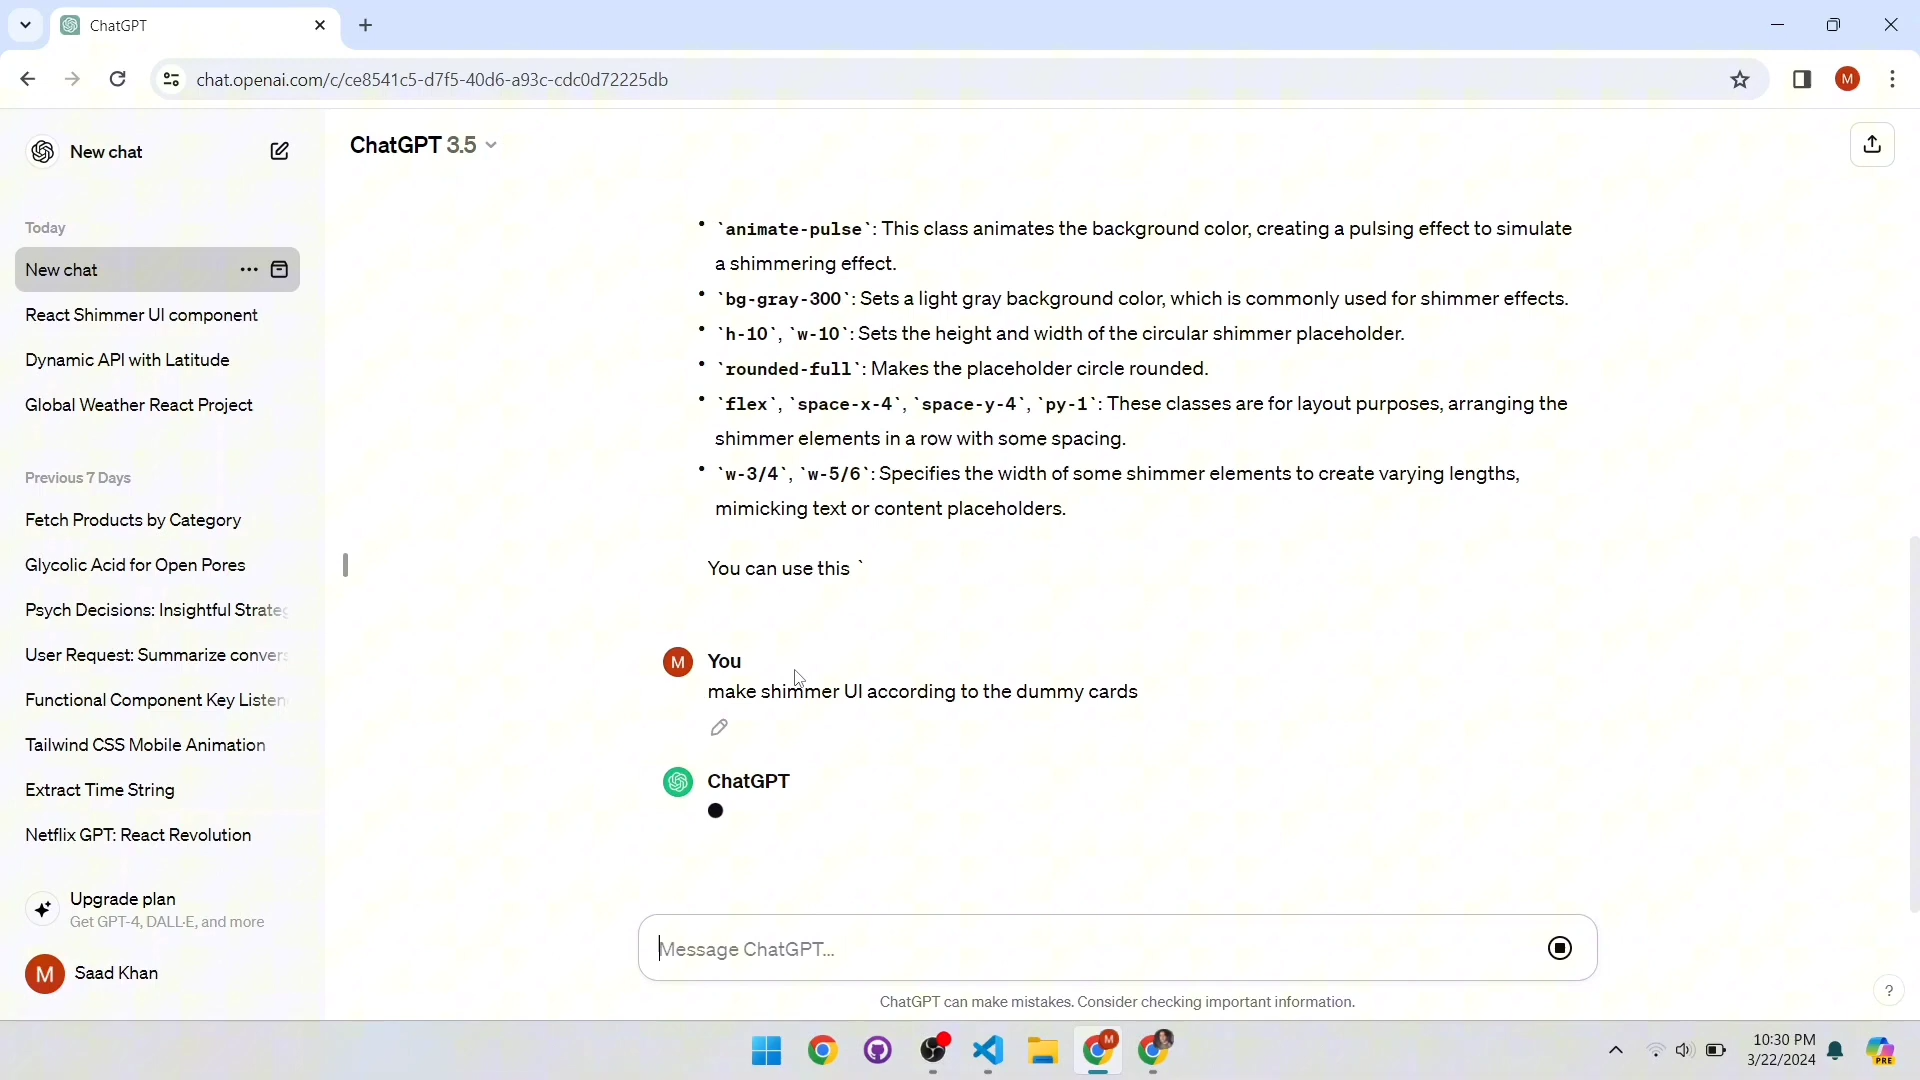 ChatGPT
chat.openai.com/c/ce8541c5-d7f5-40d6-a93c-cdc0d72225db
M
New chat
ChatGPT 3.5
Today
New chat
React Shimmer UI component
Dynamic API with Latitude
Global Weather React Project
Previous 7 Days
Fetch Products by Category
Glycolic Acid for Open Pores
Psych Decisions: Insightful Strateg
User Request: Summarize convers
Functional Component Key Listen
Tailwind CSS Mobile Animation
Extract Time String
Netflix GPT: React Revolution
Upgrade plan
Get GPT-4, DALL·E, and more
M
Saad Khan
• `animate-pulse`: This class animates the background color, creating a pulsing effect to simulate
a shimmering effect.
• `bg-gray-300`: Sets a light gray background color, which is commonly used for shimmer effects.
• `h-10`, `w-10`: Sets the height and width of the circular shimmer placeholder.
• `rounded-full`: Makes the placeholder circle rounded.
• `flex`, `space-x-4`, `space-y-4`, `py-1`: These classes are for layout purposes, arranging the
shimmer elements in a row with some spacing.
• `w-3/4`, `w-5/6`: Specifies the width of some shimmer elements to create varying lengths,
mimicking text or content placeholders.
You can use this `
M
You
make shimmer UI according to the dummy cards
ChatGPT
Message ChatGPT...
ChatGPT can make mistakes. Consider checking important information.
?
M
10:30 PM
3/22/2024
PRE